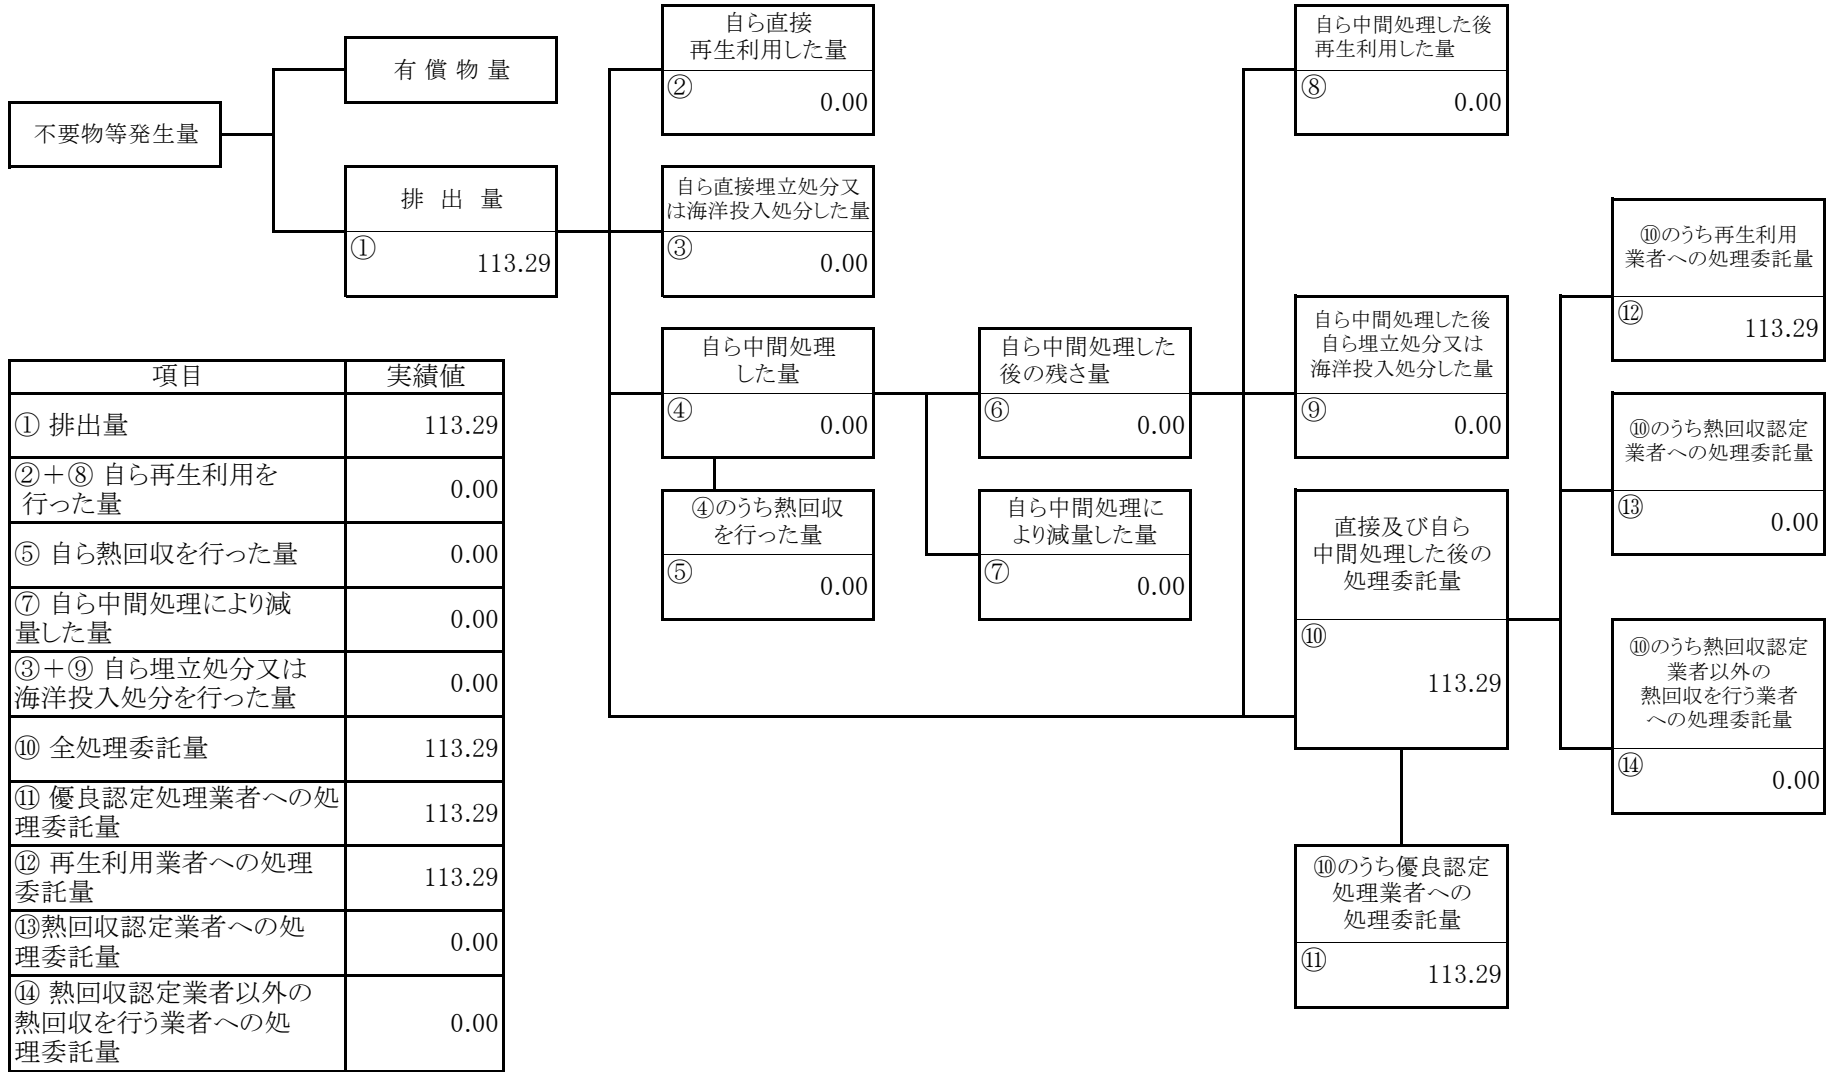 不要物等発生量
有 償 物 量
排 出 量
①
113.29
自ら直接
再生利用した量
②
0.00
自ら直接埋立処分又
は海洋投入処分した量
③
0.00
自ら中間処理
した量
④
0.00
④のうち熱回収
を行った量
⑤
0.00
自ら中間処理した
後の残さ量
⑥
0.00
自ら中間処理に
より減量した量
⑦
0.00
自ら中間処理した後
再生利用した量
⑧
0.00
自ら中間処理した後
自ら埋立処分又は
海洋投入処分した量
⑨
0.00
直接及び自ら
中間処理した後の
処理委託量
⑩
113.29
⑩のうち優良認定
処理業者への
処理委託量
⑪
113.29
⑩のうち再生利用
業者への処理委託量
⑫
113.29
⑩のうち熱回収認定
業者への処理委託量
⑬
0.00
⑩のうち熱回収認定
業者以外の
熱回収を行う業者
への処理委託量
⑭
0.00
項目 実績値
① 排出量 113.29
②＋⑧ 自ら再生利用を
行った量 0.00
⑤ 自ら熱回収を行った量 0.00
⑦ 自ら中間処理により減
量した量 0.00
③＋⑨ 自ら埋立処分又は
海洋投入処分を行った量 0.00
⑩ 全処理委託量 113.29
⑪ 優良認定処理業者への処
理委託量 113.29
⑫ 再生利用業者への処理
委託量 113.29
⑬熱回収認定業者への処
理委託量 0.00
⑭ 熱回収認定業者以外の
熱回収を行う業者への処 0.00
理委託量